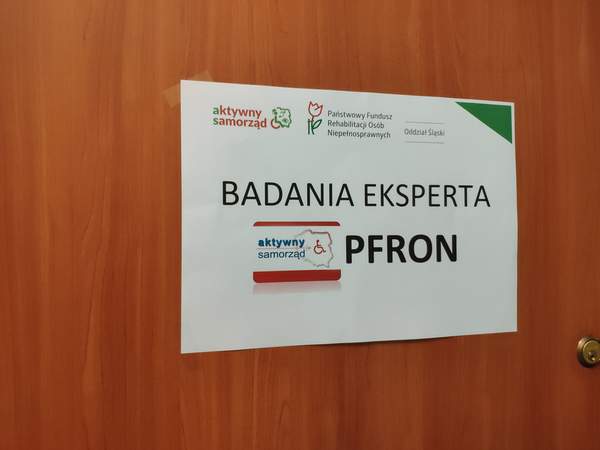 aktywny
samorząd
Państwowy Fundusz
Rehabilitacji Osób
Niepełnosprawnych
Oddział Śląski
BADANIA EKSPERTA
aktywny
samorząd
PFRON